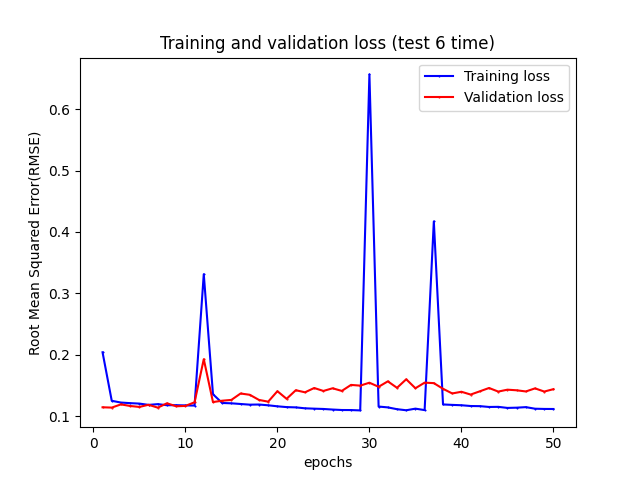 Training and validation loss (test 6 time)
Training loss
Validation loss
Root Mean Squared Error(RMSE)
0.6
0.5
0.4
0.3
0.2
0.1
0 10 20 30 40 50
epochs